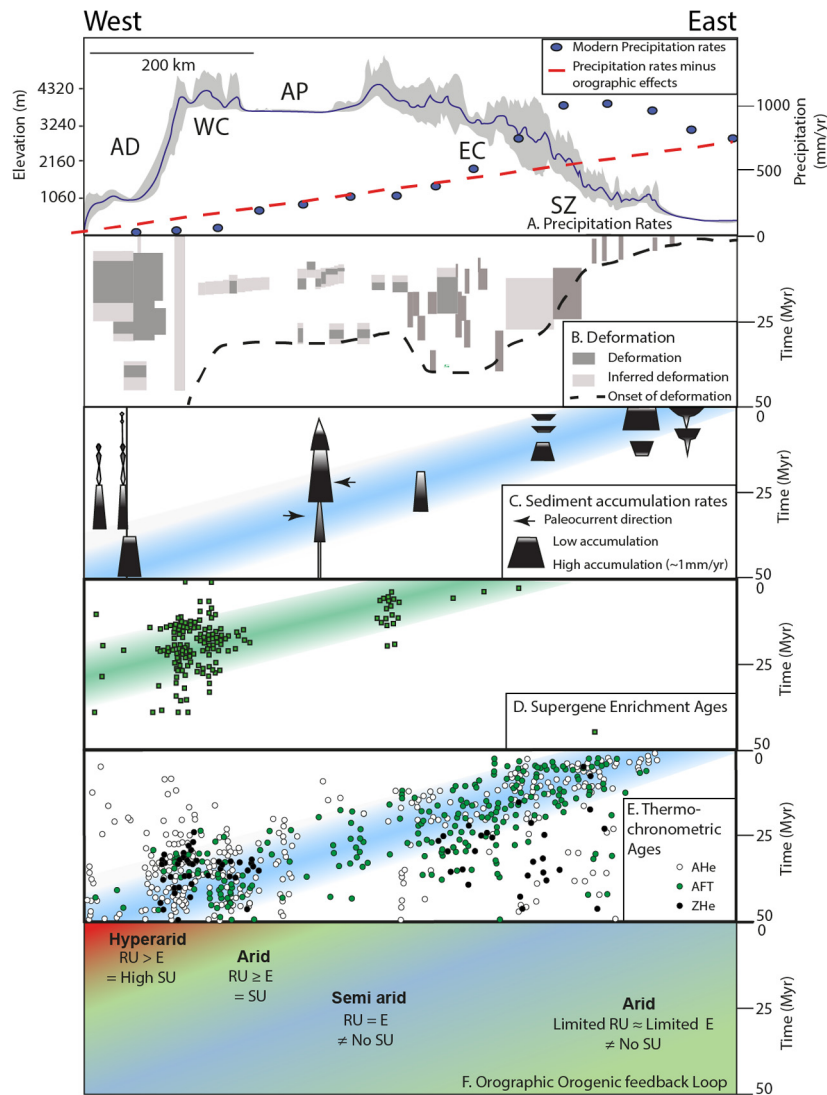 West
East
200 km
Modern Precipitation rates
Precipitation rates minus
orographic effects
4320
3240
2160
1060
Elevation (m)
AD
WC
AP
EC
SZ
1000
500
Precipitation
(mm/yr)
A. Precipitation Rates
0
25
50
Time (Myr)
B. Deformation
Deformation
Inferred deformation
Onset of deformation
0
25
50
Time (Myr)
C. Sediment accumulation rates
Paleocurrent direction
Low accumulation
High accumulation (~1mm/yr)
0
25
50
Time (Myr)
D. Supergene Enrichment Ages
0
25
50
Time (Myr)
E. Thermo-
chronometric
Ages
AHe
AFT
ZHe
Hyperarid
RU > E
= High SU
Arid
RU ≥ E
= SU
Semi arid
RU = E
≠ No SU
Arid
Limited RU ≈ Limited E
≠ No SU
0
25
50
Time (Myr)
F. Orographic Orogenic feedback Loop